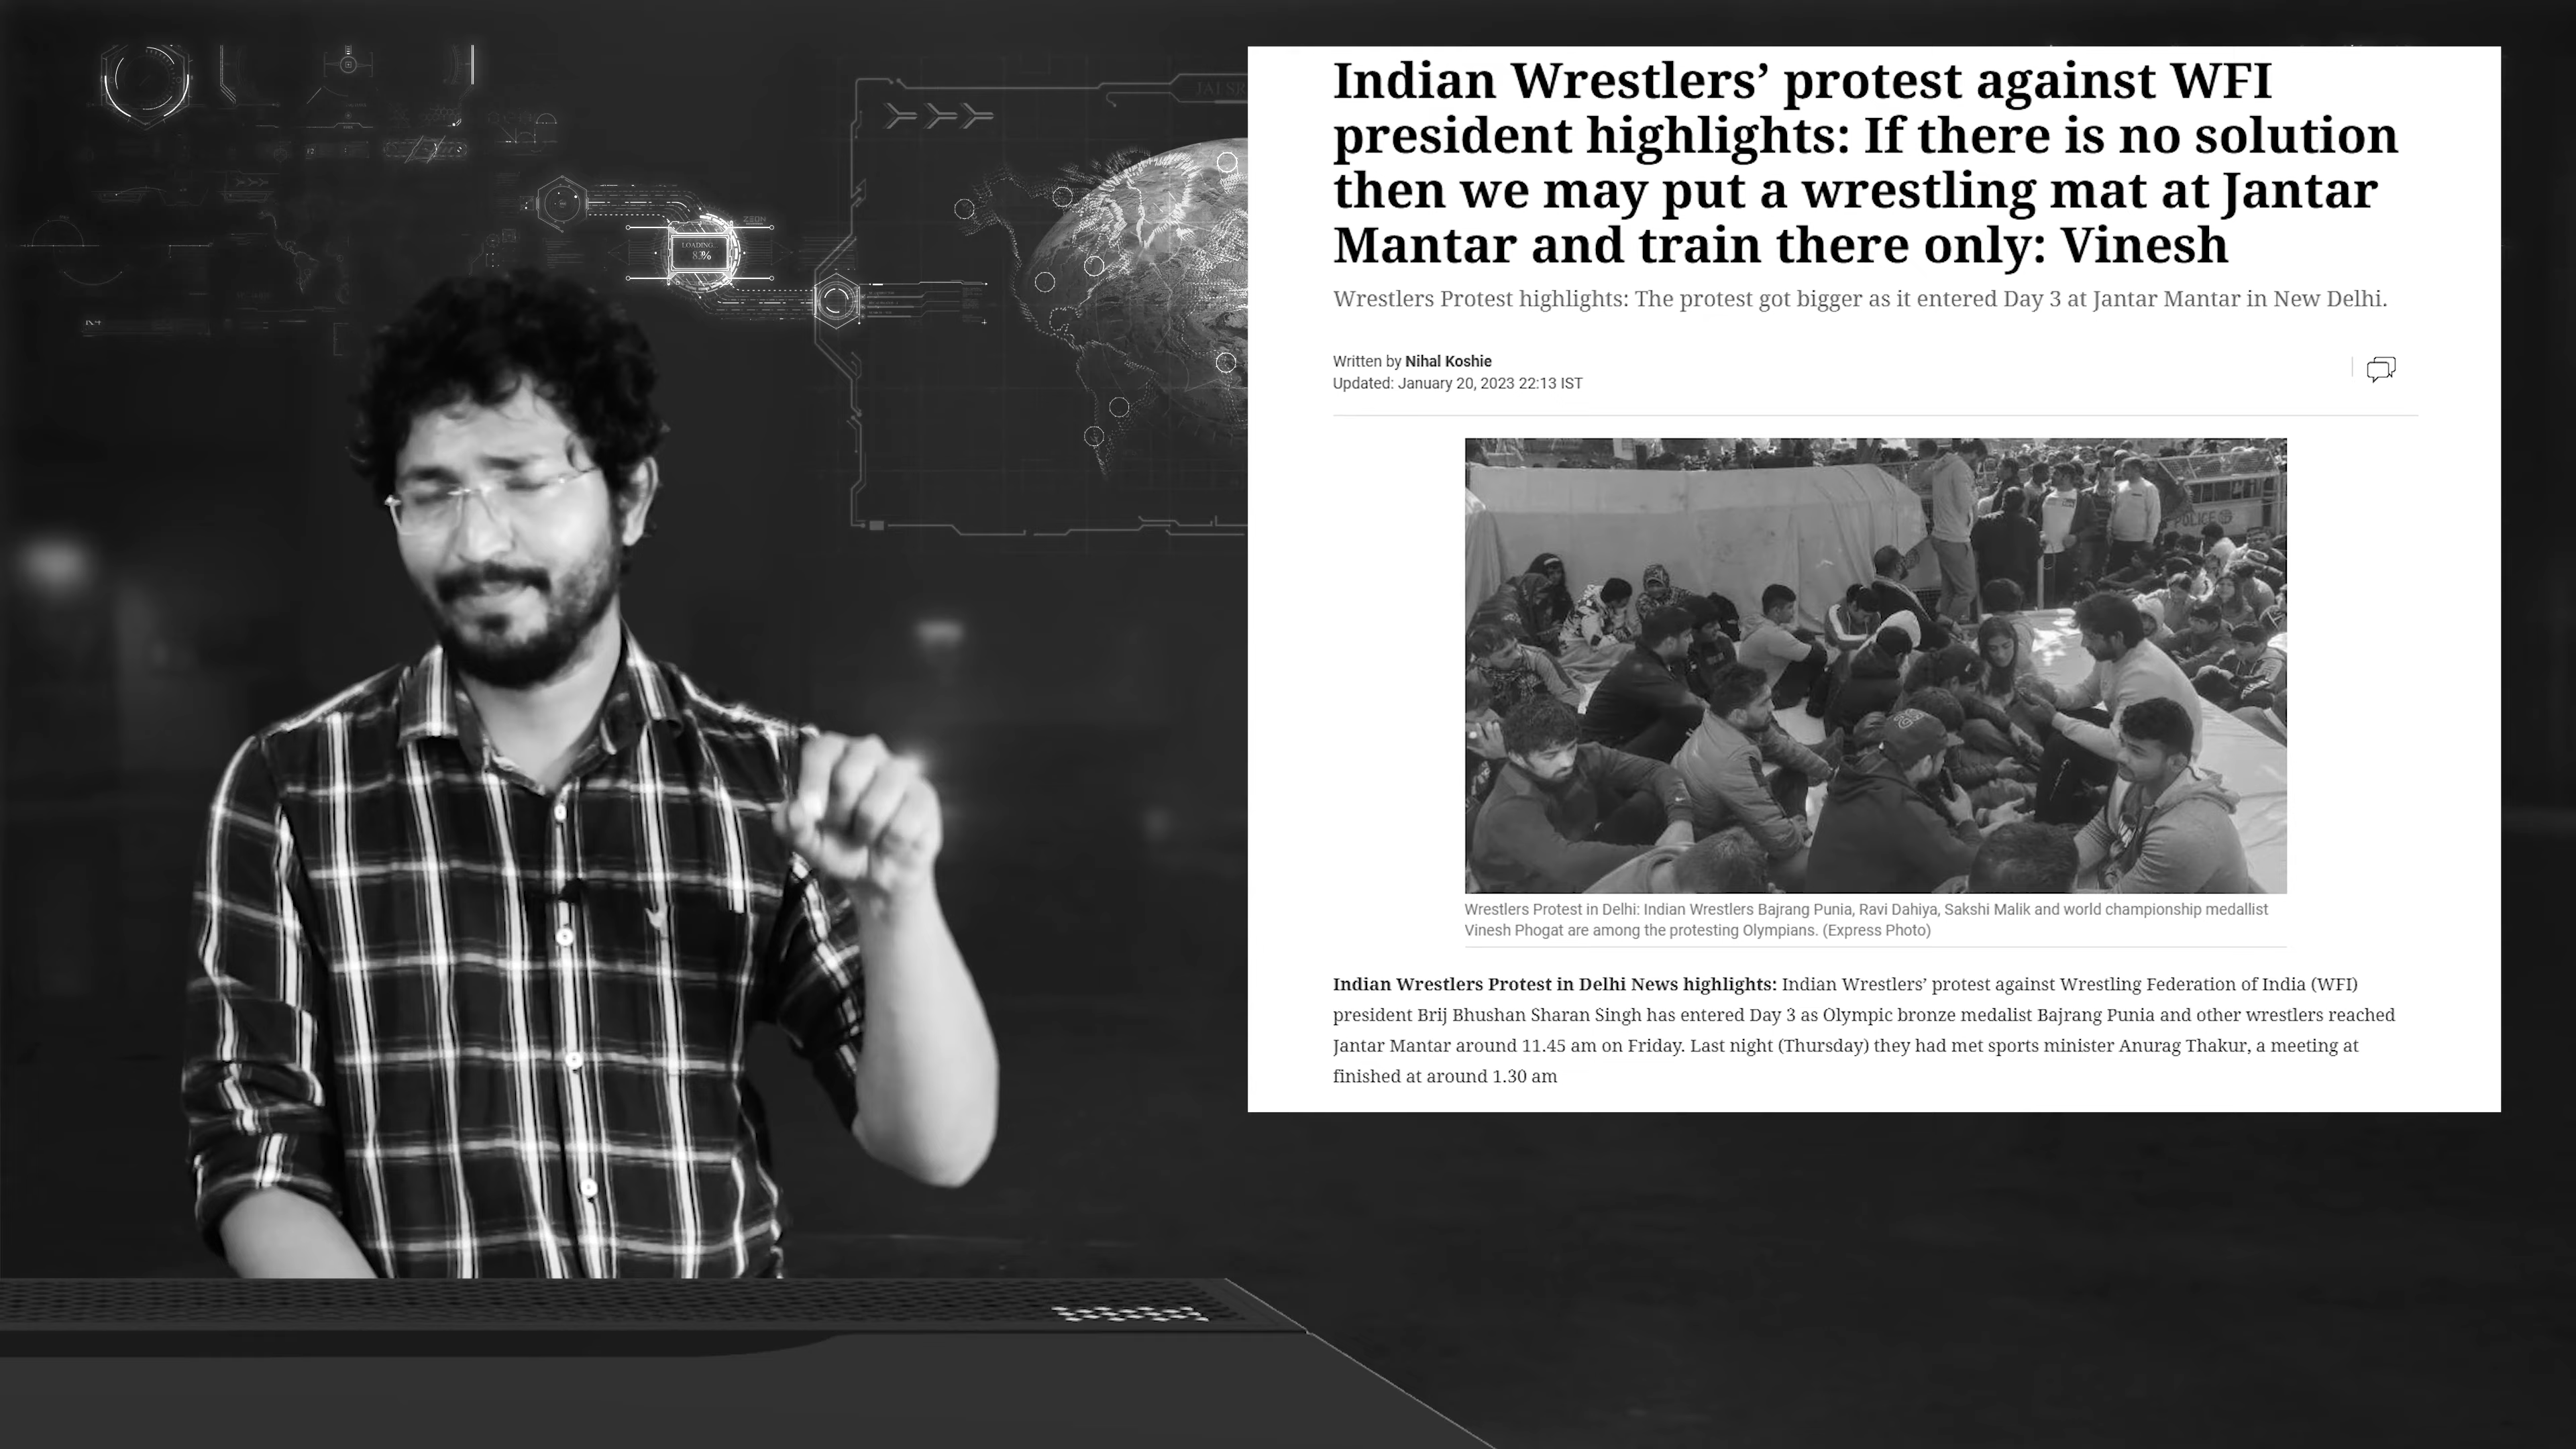 JAI SR
ZEON
LOADING..
82%
Indian Wrestlers’ protest against WFI
president highlights: If there is no solution
then we may put a wrestling mat at Jantar
Mantar and train there only: Vinesh
Wrestlers Protest highlights: The protest got bigger as it entered Day 3 at Jantar Mantar in New Delhi.
Written by Nihal Koshie
Updated: January 20, 2023 22:13 IST
POLICE
Wrestlers Protest in Delhi: Indian Wrestlers Bajrang Punia, Ravi Dahiya, Sakshi Malik and world championship medallist
Vinesh Phogat are among the protesting Olympians. (Express Photo)
Indian Wrestlers Protest in Delhi News highlights: Indian Wrestlers’ protest against Wrestling Federation of India (WFI)
president Brij Bhushan Sharan Singh has entered Day 3 as Olympic bronze medalist Bajrang Punia and other wrestlers reached
Jantar Mantar around 11.45 am on Friday. Last night (Thursday) they had met sports minister Anurag Thakur, a meeting at
finished at around 1.30 am